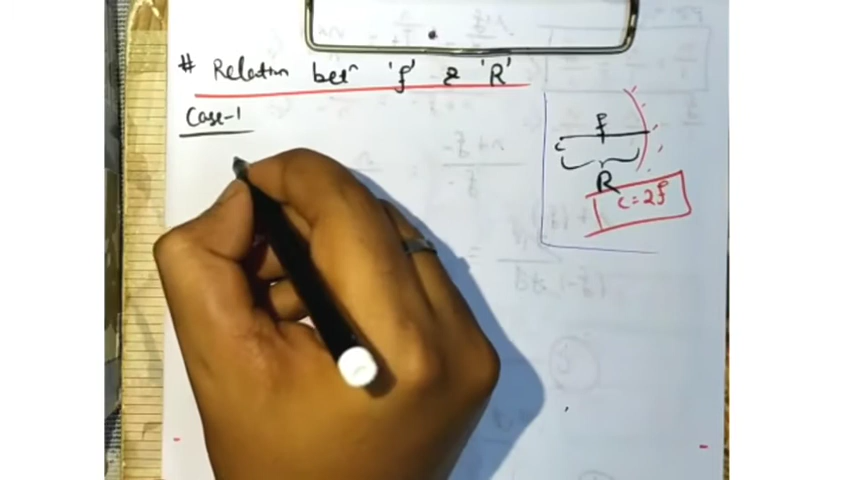 # Relation betn 'f' & 'R'
Case-1
f
c
R
c=2f